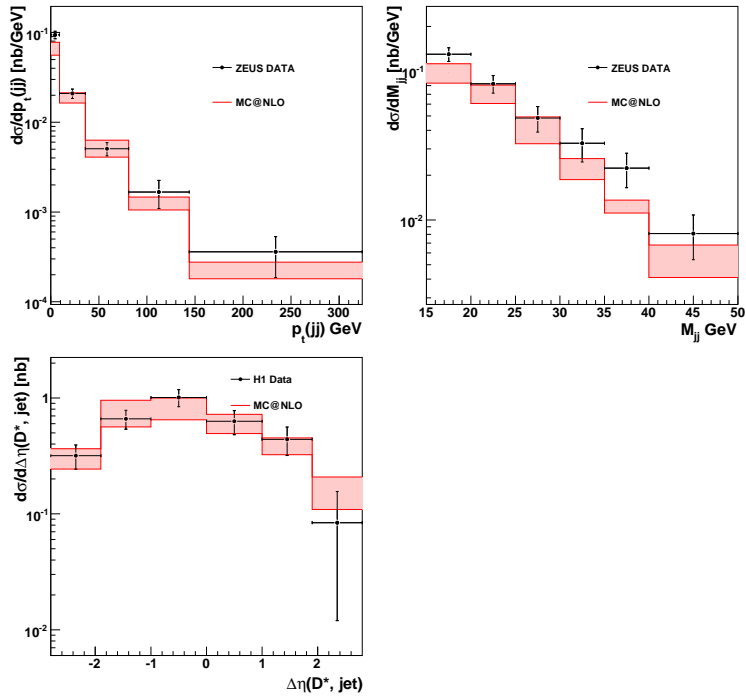 dσ/dp_t(jj) [nb/GeV]
10^-1
10^-2
10^-3
10^-4
ZEUS DATA
MC@NLO
0 50 100 150 200 250 300
p_t(jj) GeV
dσ/dM_jj [nb/GeV]
10^-1
10^-2
ZEUS DATA
MC@NLO
15 20 25 30 35 40 45 50
M_jj GeV
dσ/dΔη(D*, jet) [nb]
1
10^-1
10^-2
H1 Data
MC@NLO
-2 -1 0 1 2
Δη(D*, jet)